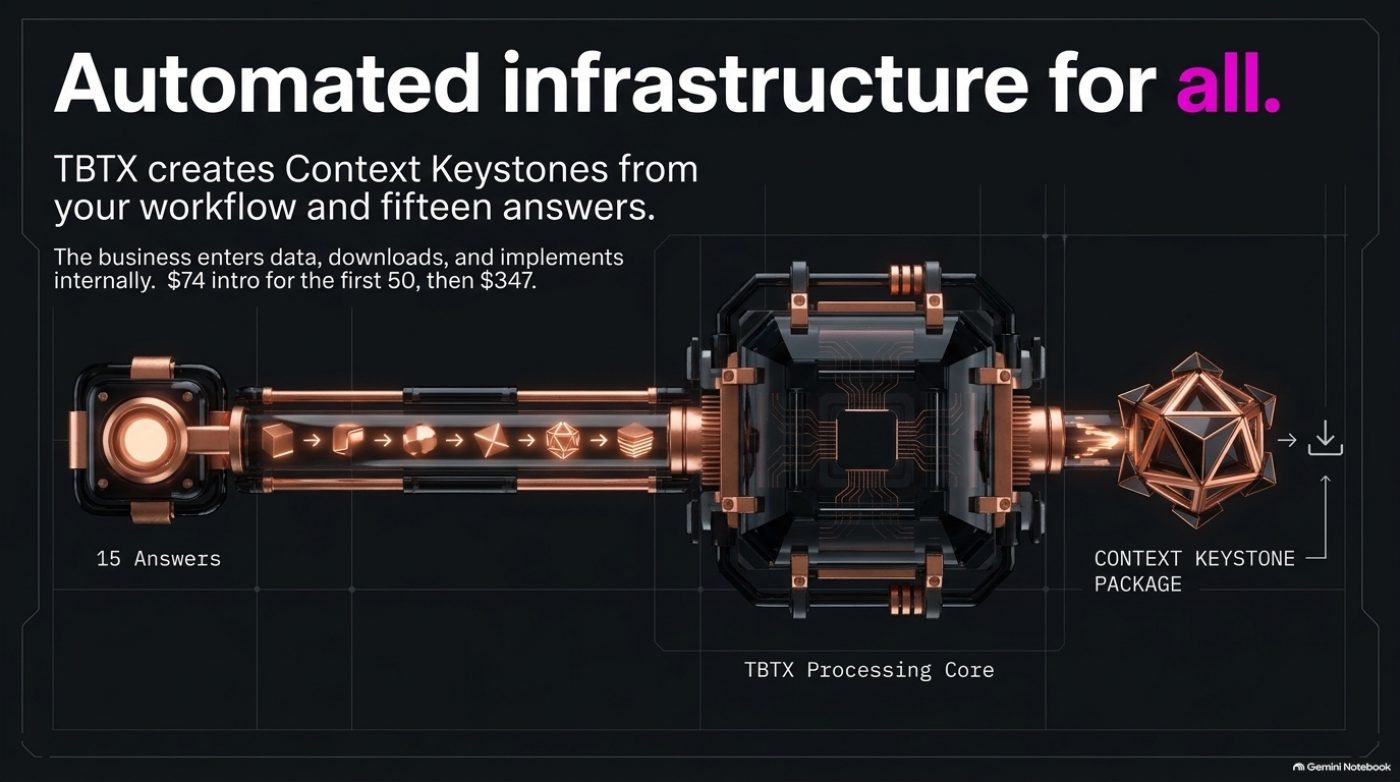 Automated infrastructure for all.
TBTX creates Context Keystones from
your workflow and fifteen answers.
The business enters data, downloads, and implements
internally.  $74 intro for the first 50, then $347.
15 Answers
CONTEXT KEYSTONE
PACKAGE
TBTX Processing Core
Gemini Notebook